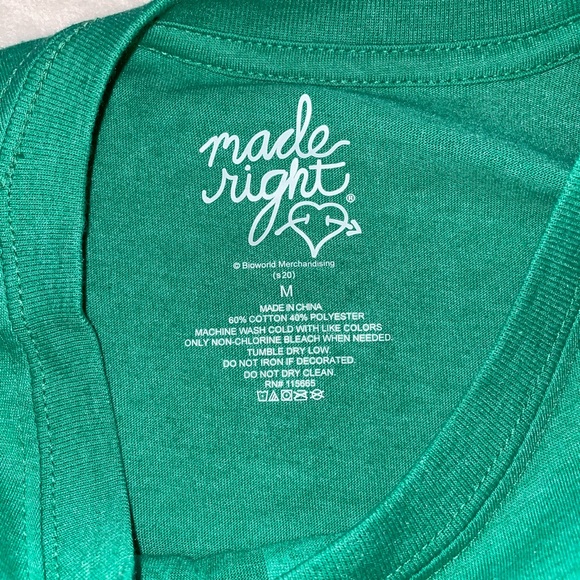 made
right®
© Bioworld Merchandising
(s20)
M
MADE IN CHINA
60% COTTON 40% POLYESTER
MACHINE WASH COLD WITH LIKE COLORS
ONLY NON-CHLORINE BLEACH WHEN NEEDED.
TUMBLE DRY LOW.
DO NOT IRON IF DECORATED.
DO NOT DRY CLEAN.
RN# 115665